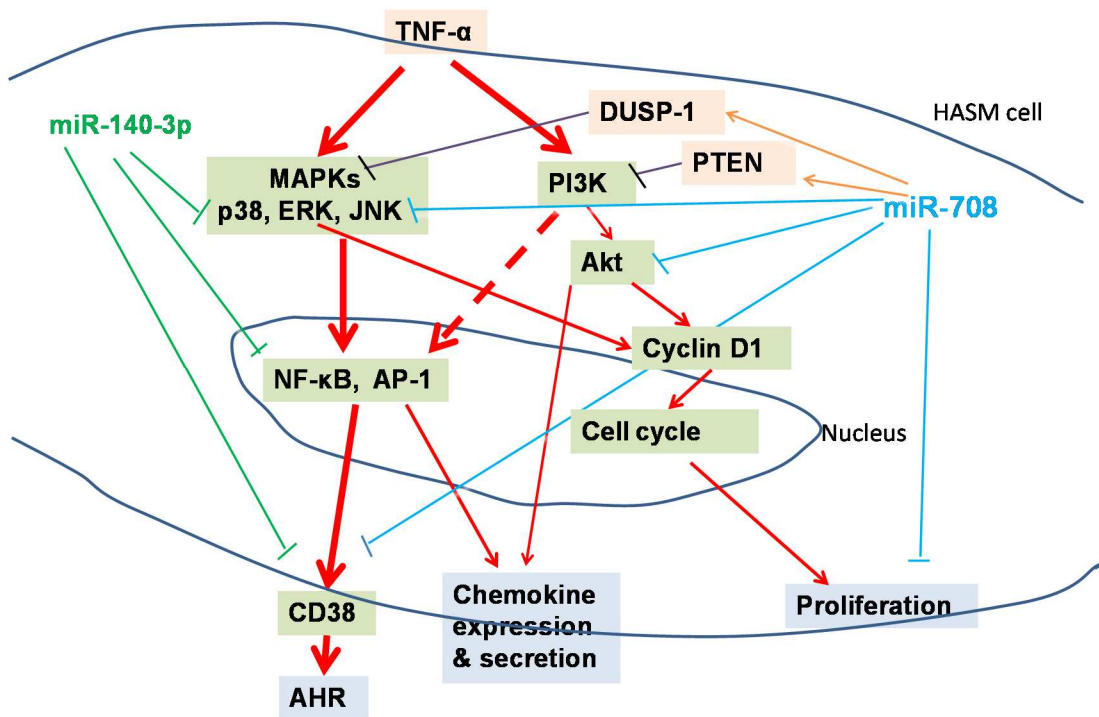 TNF-α
HASM cell
DUSP-1
miR-140-3p
PTEN
MAPKs
p38, ERK, JNK
PI3K
miR-708
Akt
Cyclin D1
NF-κB, AP-1
Cell cycle
Nucleus
CD38
Chemokine
expression
& secretion
Proliferation
AHR